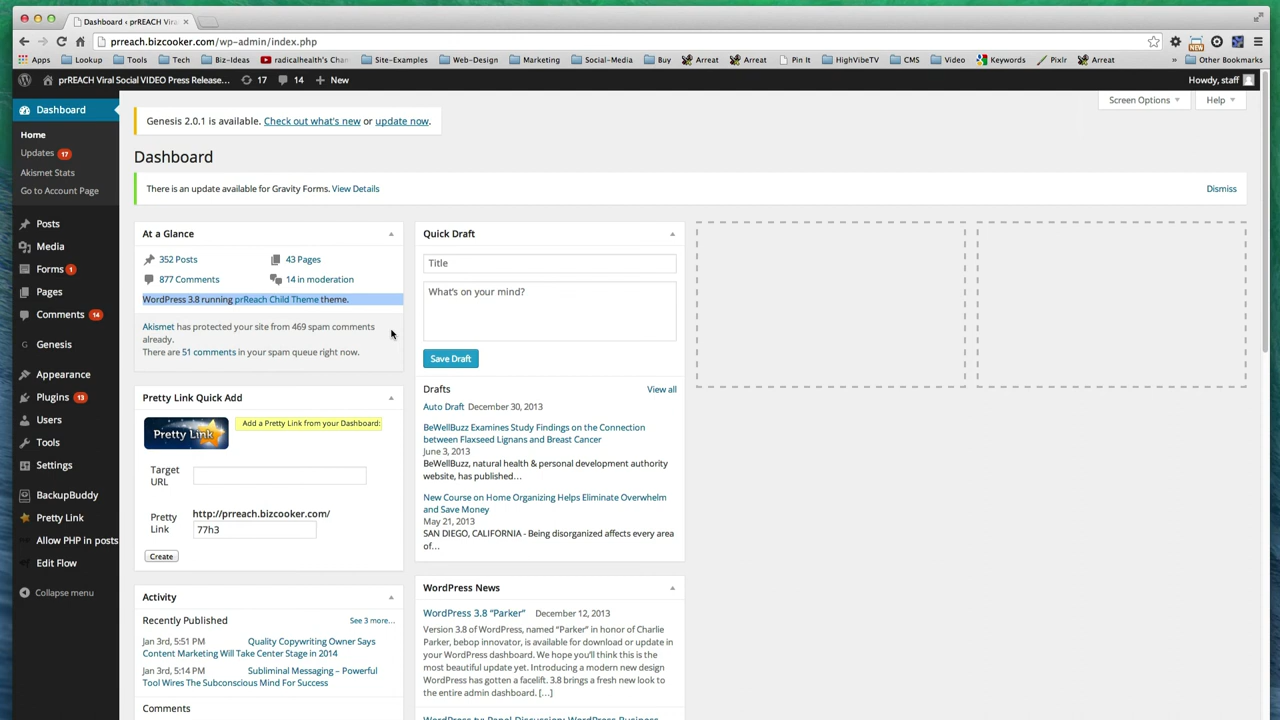 Dashboard ‹ prREACH Vira
prreach.bizcooker.com/wp-admin/index.php
NEW
Apps Lookup Tools Tech Biz-Ideas radicalhealth's Chan Site-Examples Web-Design Marketing Social-Media Buy Arreat Arreat Pin It HighVibeTV CMS Video Keywords Pixlr Arreat » Other Bookmarks
prREACH Viral Social VIDEO Press Release... 17 14 + New Howdy, staff
Dashboard
Home
Updates 17
Akismet Stats
Go to Account Page
Posts
Media
Forms 1
Pages
Comments 14
Genesis
Appearance
Plugins 13
Users
Tools
Settings
BackupBuddy
Pretty Link
Allow PHP in posts
Edit Flow
Collapse menu
Screen Options Help
Genesis 2.0.1 is available. Check out what's new or update now.
Dashboard
There is an update available for Gravity Forms. View Details Dismiss
At a Glance
352 Posts 43 Pages
877 Comments 14 in moderation
WordPress 3.8 running prReach Child Theme theme.
Akismet has protected your site from 469 spam comments
already.
There are 51 comments in your spam queue right now.
Pretty Link Quick Add
Pretty Link
Add a Pretty Link from your Dashboard:
Target
URL
Pretty
Link
http://prreach.bizcooker.com/
77h3
Create
Activity
Recently Published See 3 more...
Jan 3rd, 5:51 PM Quality Copywriting Owner Says
Content Marketing Will Take Center Stage in 2014
Jan 3rd, 5:14 PM Subliminal Messaging – Powerful
Tool Wires The Subconscious Mind For Success
Comments
Quick Draft
Title
What's on your mind?
Save Draft
Drafts View all
Auto Draft December 30, 2013
BeWellBuzz Examines Study Findings on the Connection
between Flaxseed Lignans and Breast Cancer
June 3, 2013
BeWellBuzz, natural health & personal development authority
website, has published…
New Course on Home Organizing Helps Eliminate Overwhelm
and Save Money
May 21, 2013
SAN DIEGO, CALIFORNIA - Being disorganized affects every area
of…
WordPress News
WordPress 3.8 “Parker” December 12, 2013
Version 3.8 of WordPress, named “Parker” in honor of Charlie
Parker, bebop innovator, is available for download or update in
your WordPress dashboard. We hope you'll think this is the
most beautiful update yet. Introducing a modern new design
WordPress has gotten a facelift. 3.8 brings a fresh new look to
the entire admin dashboard. […]
WordPress.tv: Panel Discussion: WordPress Business